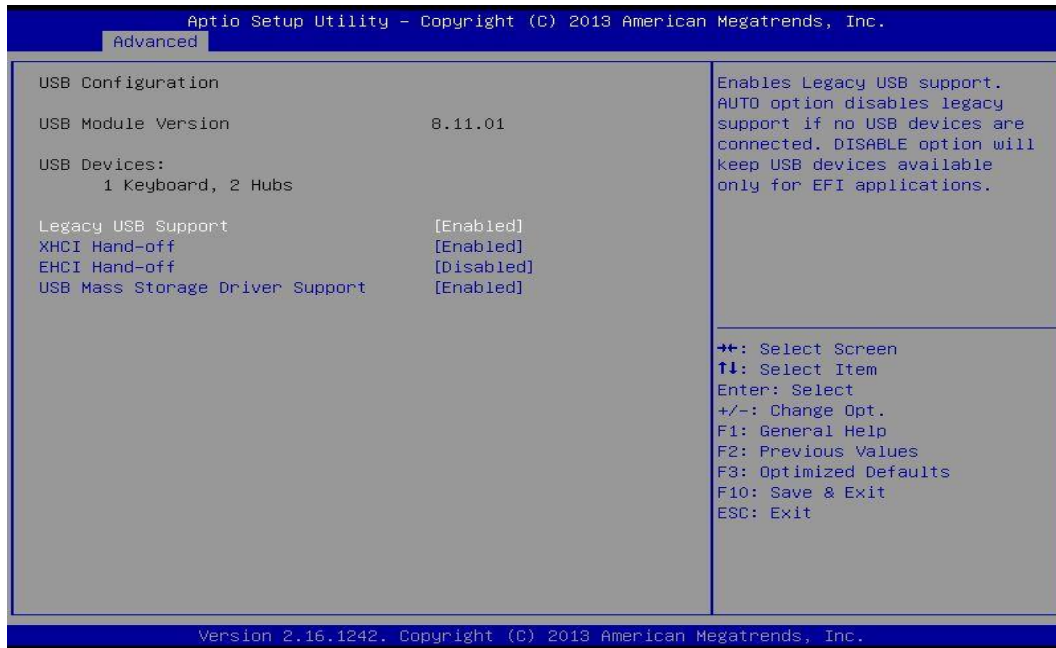 Aptio Setup Utility – Copyright (C) 2013 American Megatrends, Inc.
Advanced
USB Configuration
USB Module Version 8.11.01
USB Devices:
1 Keyboard, 2 Hubs
Legacy USB Support [Enabled]
XHCI Hand-off [Enabled]
EHCI Hand-off [Disabled]
USB Mass Storage Driver Support [Enabled]
Enables Legacy USB support.
AUTO option disables legacy
support if no USB devices are
connected. DISABLE option will
keep USB devices available
only for EFI applications.
→←: Select Screen
↑↓: Select Item
Enter: Select
+/-: Change Opt.
F1: General Help
F2: Previous Values
F3: Optimized Defaults
F10: Save & Exit
ESC: Exit
Version 2.16.1242. Copyright (C) 2013 American Megatrends, Inc.